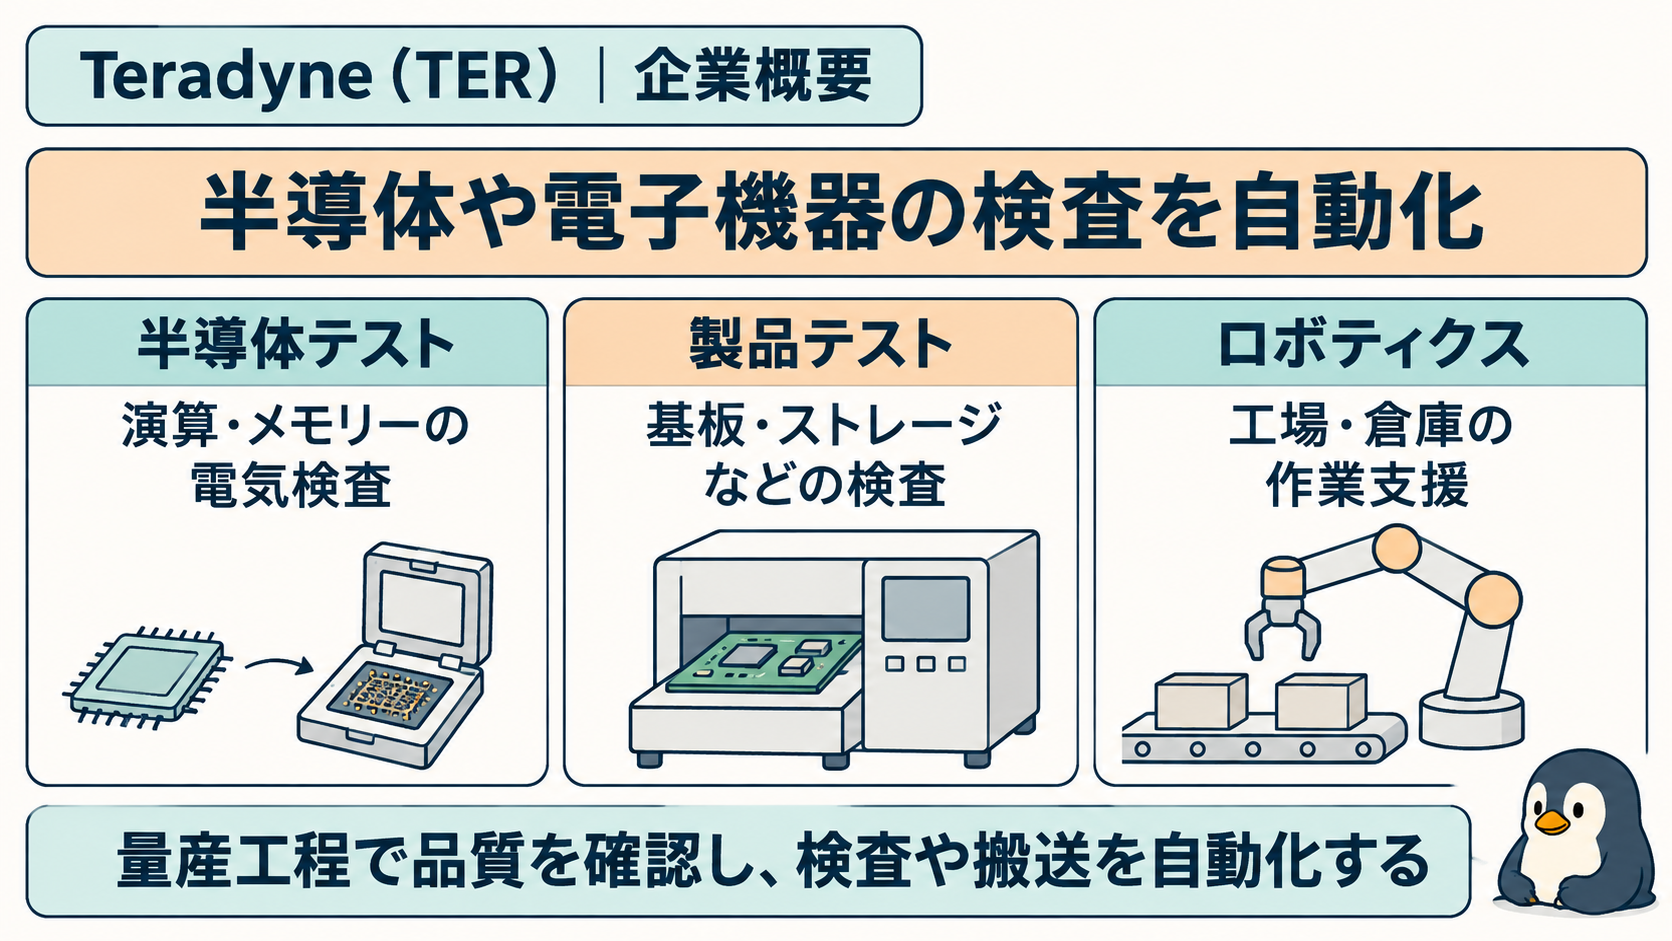 Teradyne（TER）｜企業概要
半導体や電子機器の検査を自動化
半導体テスト
演算・メモリーの
電気検査
製品テスト
基板・ストレージ
などの検査
ロボティクス
工場・倉庫の
作業支援
量産工程で品質を確認し、検査や搬送を自動化する